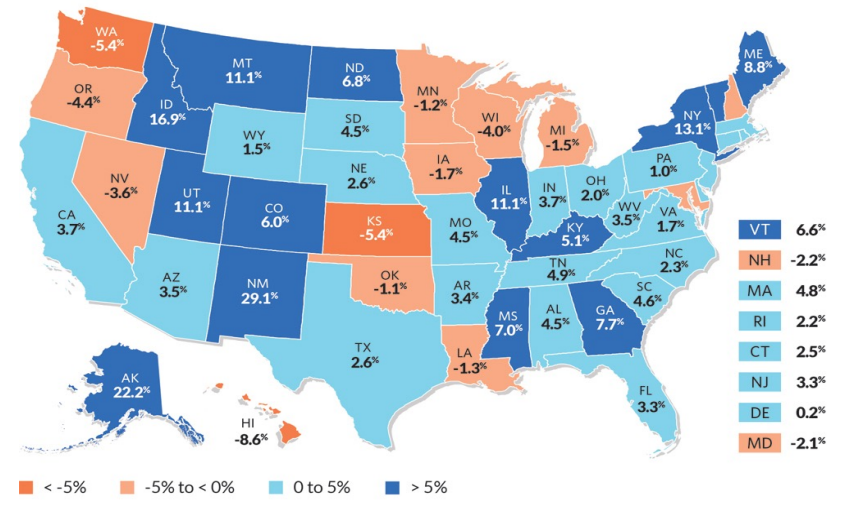 WA
-5.4%
OR
-4.4%
CA
3.7%
NV
-3.6%
ID
16.9%
MT
11.1%
WY
1.5%
UT
11.1%
CO
6.0%
AZ
3.5%
NM
29.1%
ND
6.8%
SD
4.5%
NE
2.6%
KS
-5.4%
OK
-1.1%
TX
2.6%
MN
-1.2%
IA
-1.7%
MO
4.5%
AR
3.4%
LA
-1.3%
WI
-4.0%
IL
11.1%
MI
-1.5%
IN
3.7%
OH
2.0%
KY
5.1%
TN
4.9%
MS
7.0%
AL
4.5%
GA
7.7%
FL
3.3%
SC
4.6%
NC
2.3%
VA
1.7%
WV
3.5%
PA
1.0%
NY
13.1%
ME
8.8%
AK
22.2%
HI
-8.6%
VT 6.6%
NH -2.2%
MA 4.8%
RI 2.2%
CT 2.5%
NJ 3.3%
DE 0.2%
MD -2.1%
< -5% -5% to < 0% 0 to 5% > 5%